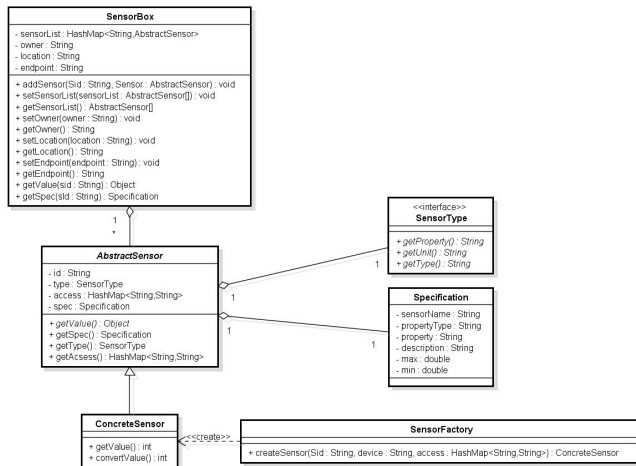 SensorBox
- sensorList : HashMap<String,AbstractSensor>
- owner : String
- location : String
- endpoint : String
+ addSensor(Sid : String, Sensor : AbstractSensor) : void
+ setSensorList(sensorList : AbstractSensor[]) : void
+ getSensorList() : AbstractSensor[]
+ setOwner(owner : String) : void
+ getOwner() : String
+ setLocation(location : String) : void
+ getLocation() : String
+ setEndpoint(endpoint : String) : void
+ getEndpoint() : String
+ getValue(sid : String) : Object
+ getSpec(sId : String) : Specification
1
*
AbstractSensor
- id : String
- type : SensorType
- access : HashMap<String,String>
- spec : Specification
+ getValue() : Object
+ getSpec() : Specification
+ getType() : SensorType
+ getAcsess() : HashMap<String,String>
1
1
<<interface>>
SensorType
+ getProperty() : String
+ getUnit() : String
+ getType() : String
1
1
Specification
- sensorName : String
- propertyType : String
- property : String
- description : String
- max : double
- min : double
ConcreteSensor
+ getValue() : int
+ convertValue() : int
<<create>>
SensorFactory
+ createSensor(Sid : String, device : String, access : HashMap<String,String>) : ConcreteSensor